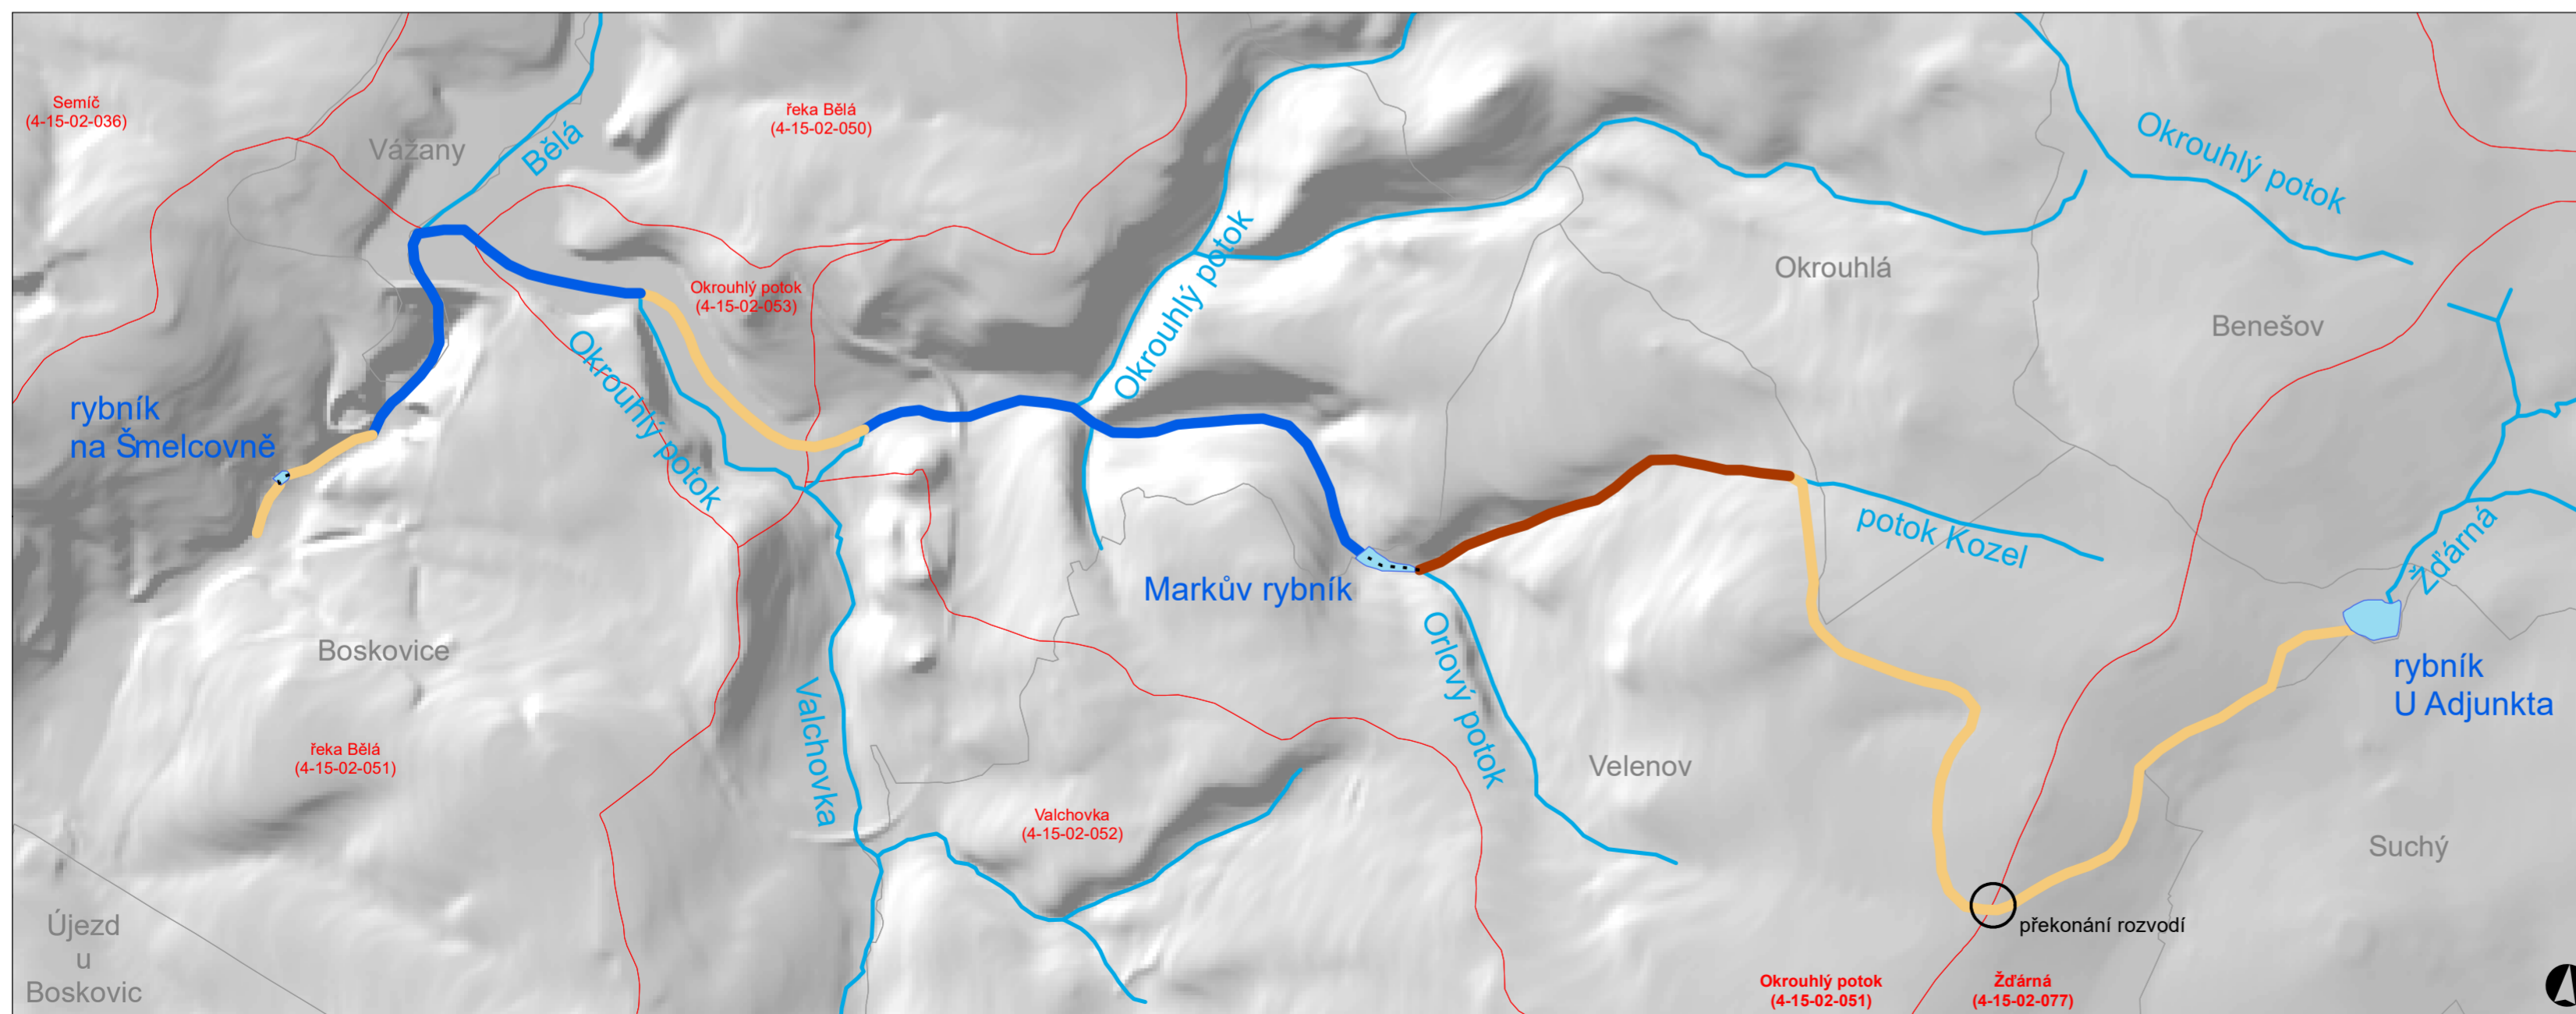 Semíč
(4-15-02-036)
Vážany
Bělá
řeka Bělá
(4-15-02-050)
Okrouhlý potok
Okrouhlý potok
Okrouhlá
Benešov
Okrouhlý potok
(4-15-02-053)
Okrouhlý potok
rybník
na Šmelcovně
potok Kozel
Žďárná
Markův rybník
Orlový potok
Boskovice
rybník
U Adjunkta
řeka Bělá
(4-15-02-051)
Valchovka
Velenov
Valchovka
(4-15-02-052)
Suchý
Újezd
u
Boskovic
překonání rozvodí
Okrouhlý potok
(4-15-02-051)
Žďárná
(4-15-02-077)